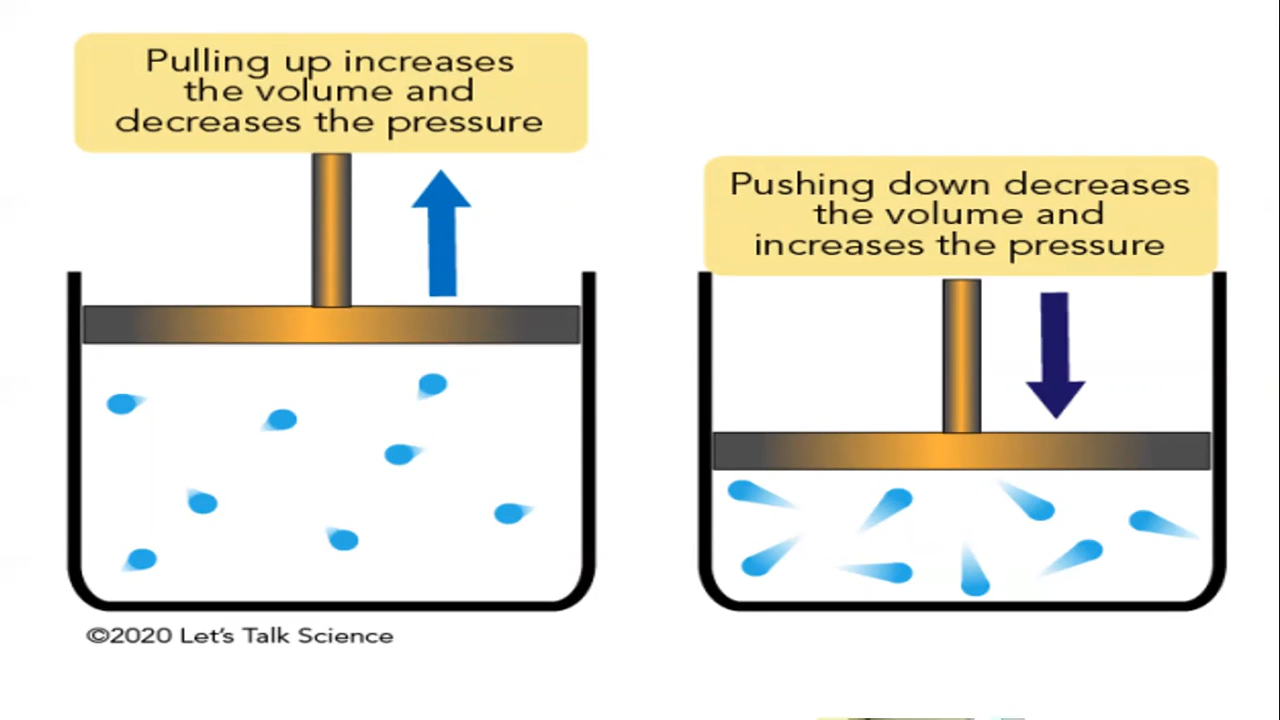 Pulling up increases
the volume and
decreases the pressure
Pushing down decreases
the volume and
increases the pressure
©2020 Let's Talk Science